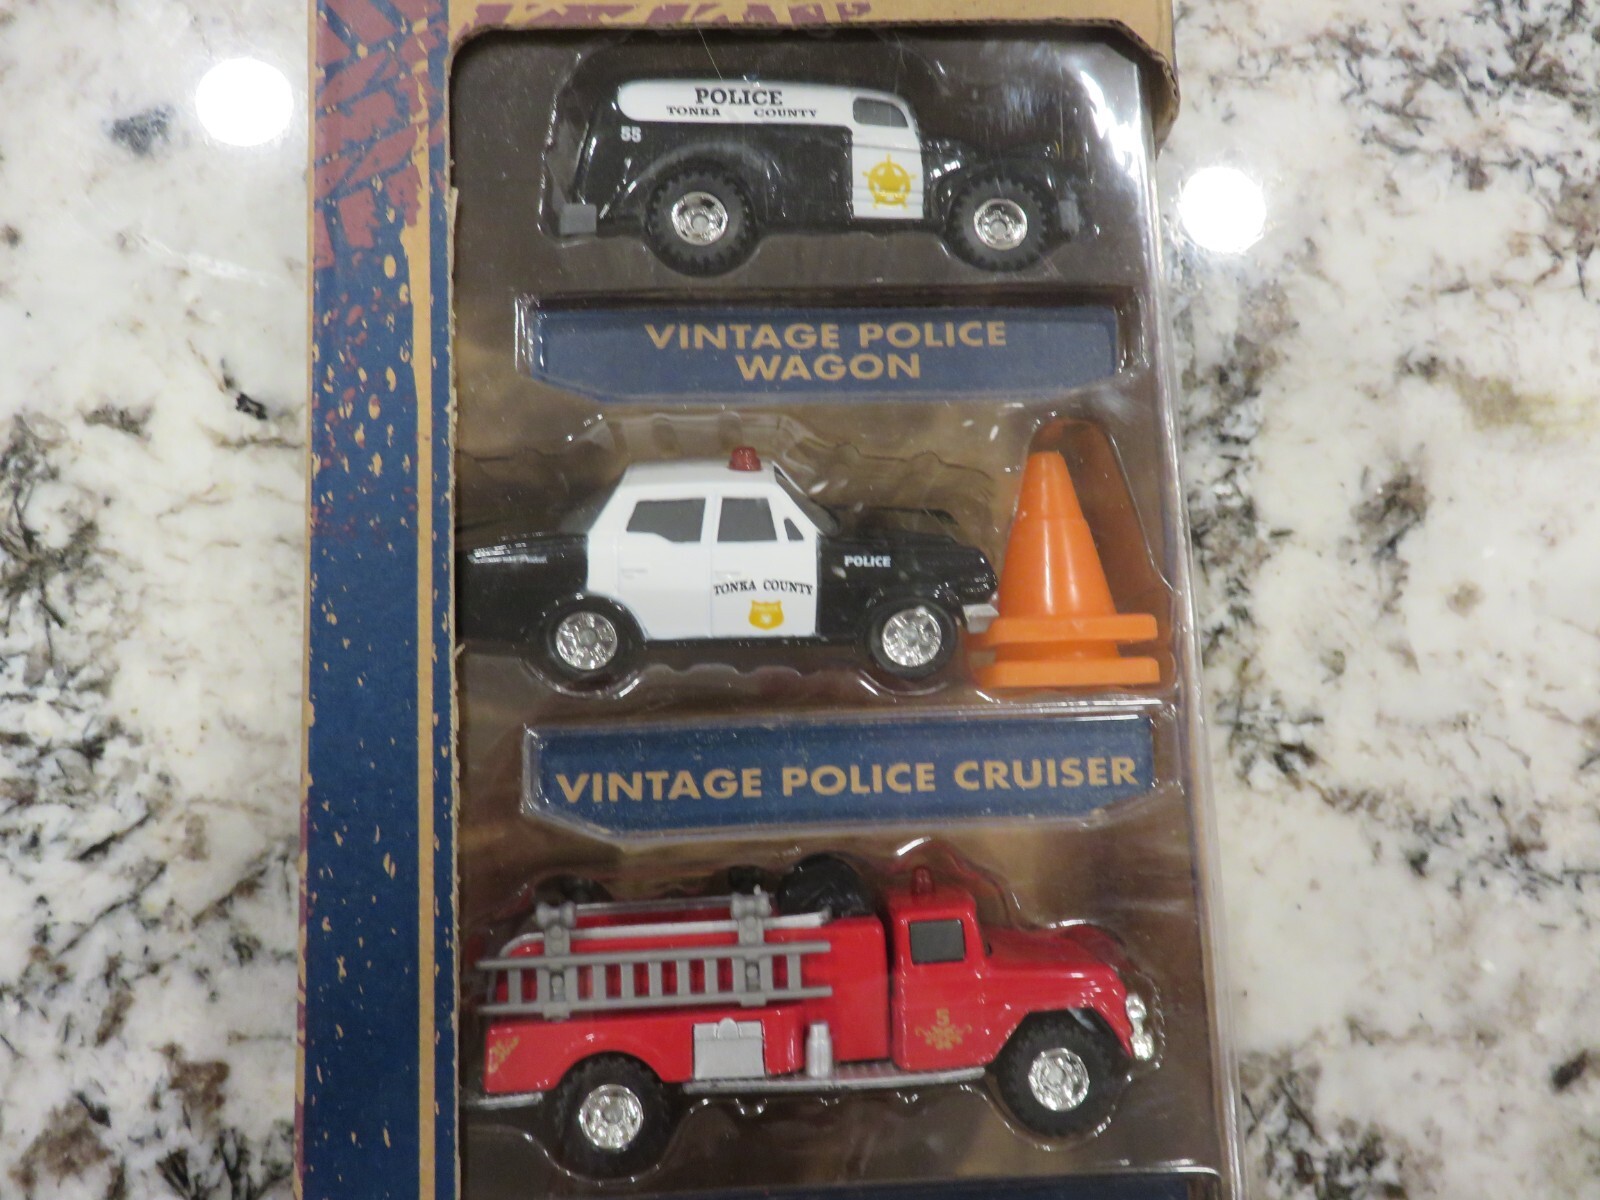 POLICE
TONKA COUNTY
55
VINTAGE POLICE
WAGON
POLICE
TONKA COUNTY
VINTAGE POLICE CRUISER
5